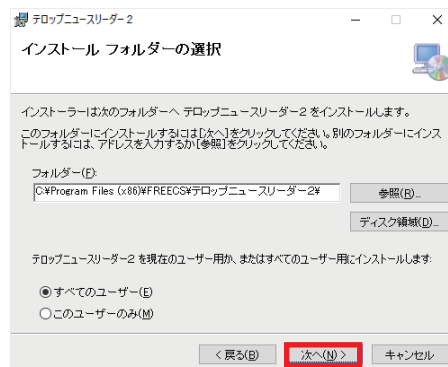 テロップニュースリーダー2
インストール フォルダーの選択
インストーラーは次のフォルダーへ テロップニュースリーダー2 をインストールします。
このフォルダーにインストールするには[次へ]をクリックしてください。別のフォルダーにインス
トールするには、アドレスを入力するか[参照]をクリックしてください。
フォルダー(F):
C:¥Program Files (x86)¥FREECS¥テロップニュースリーダー2¥
参照(R)...
ディスク領域(D)...
テロップニュースリーダー2 を現在のユーザー用か、またはすべてのユーザー用にインストールします:
すべてのユーザー(E)
このユーザーのみ(M)
< 戻る(B)
次へ(N) >
キャンセル